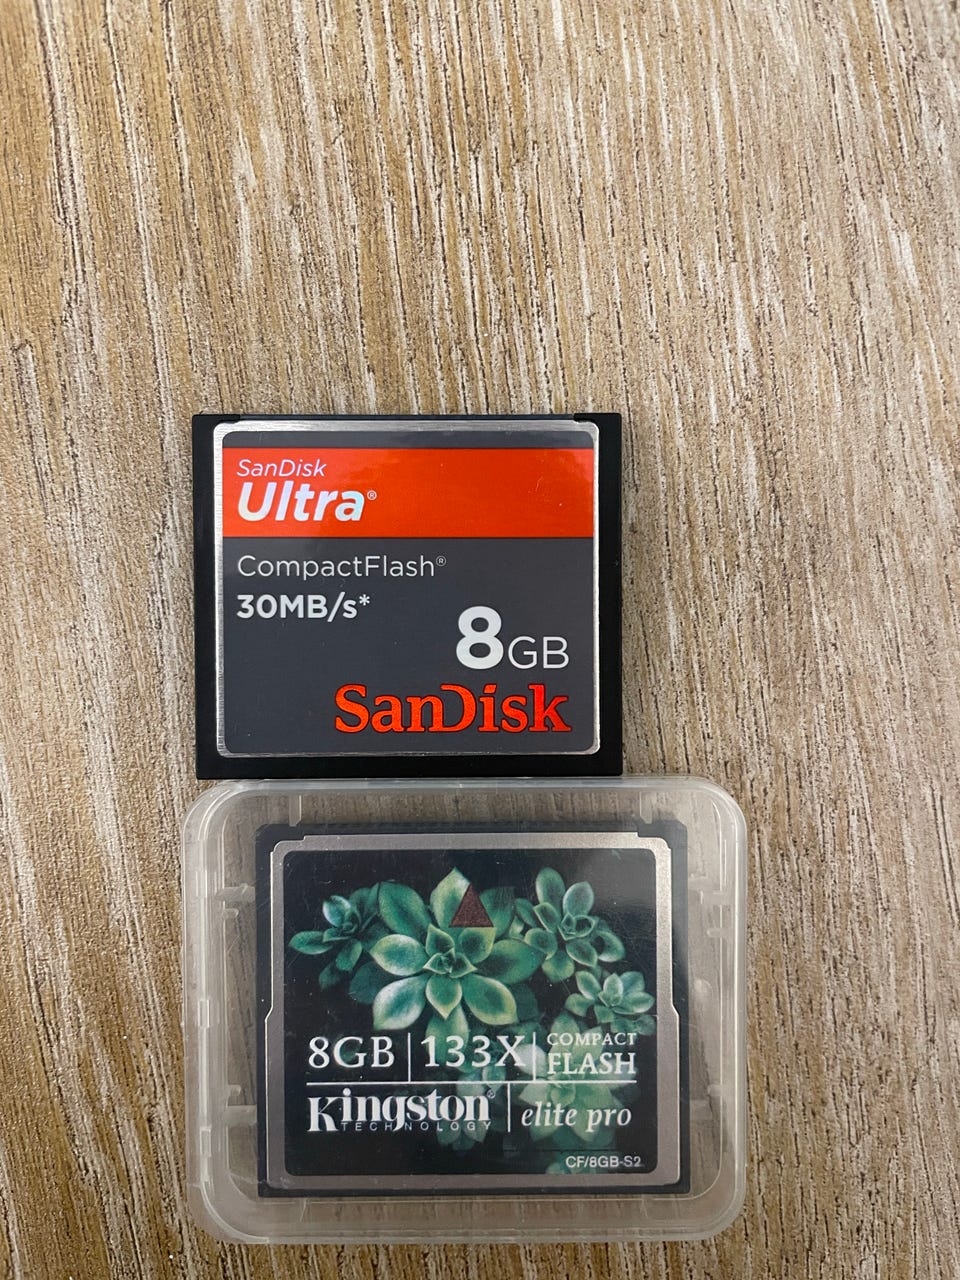 SanDisk
Ultra®
CompactFlash®
30MB/s*
8GB
SanDisk
8GB 133X COMPACT FLASH
Kingston® elite pro
TECHNOLOGY
CF/8GB-S2